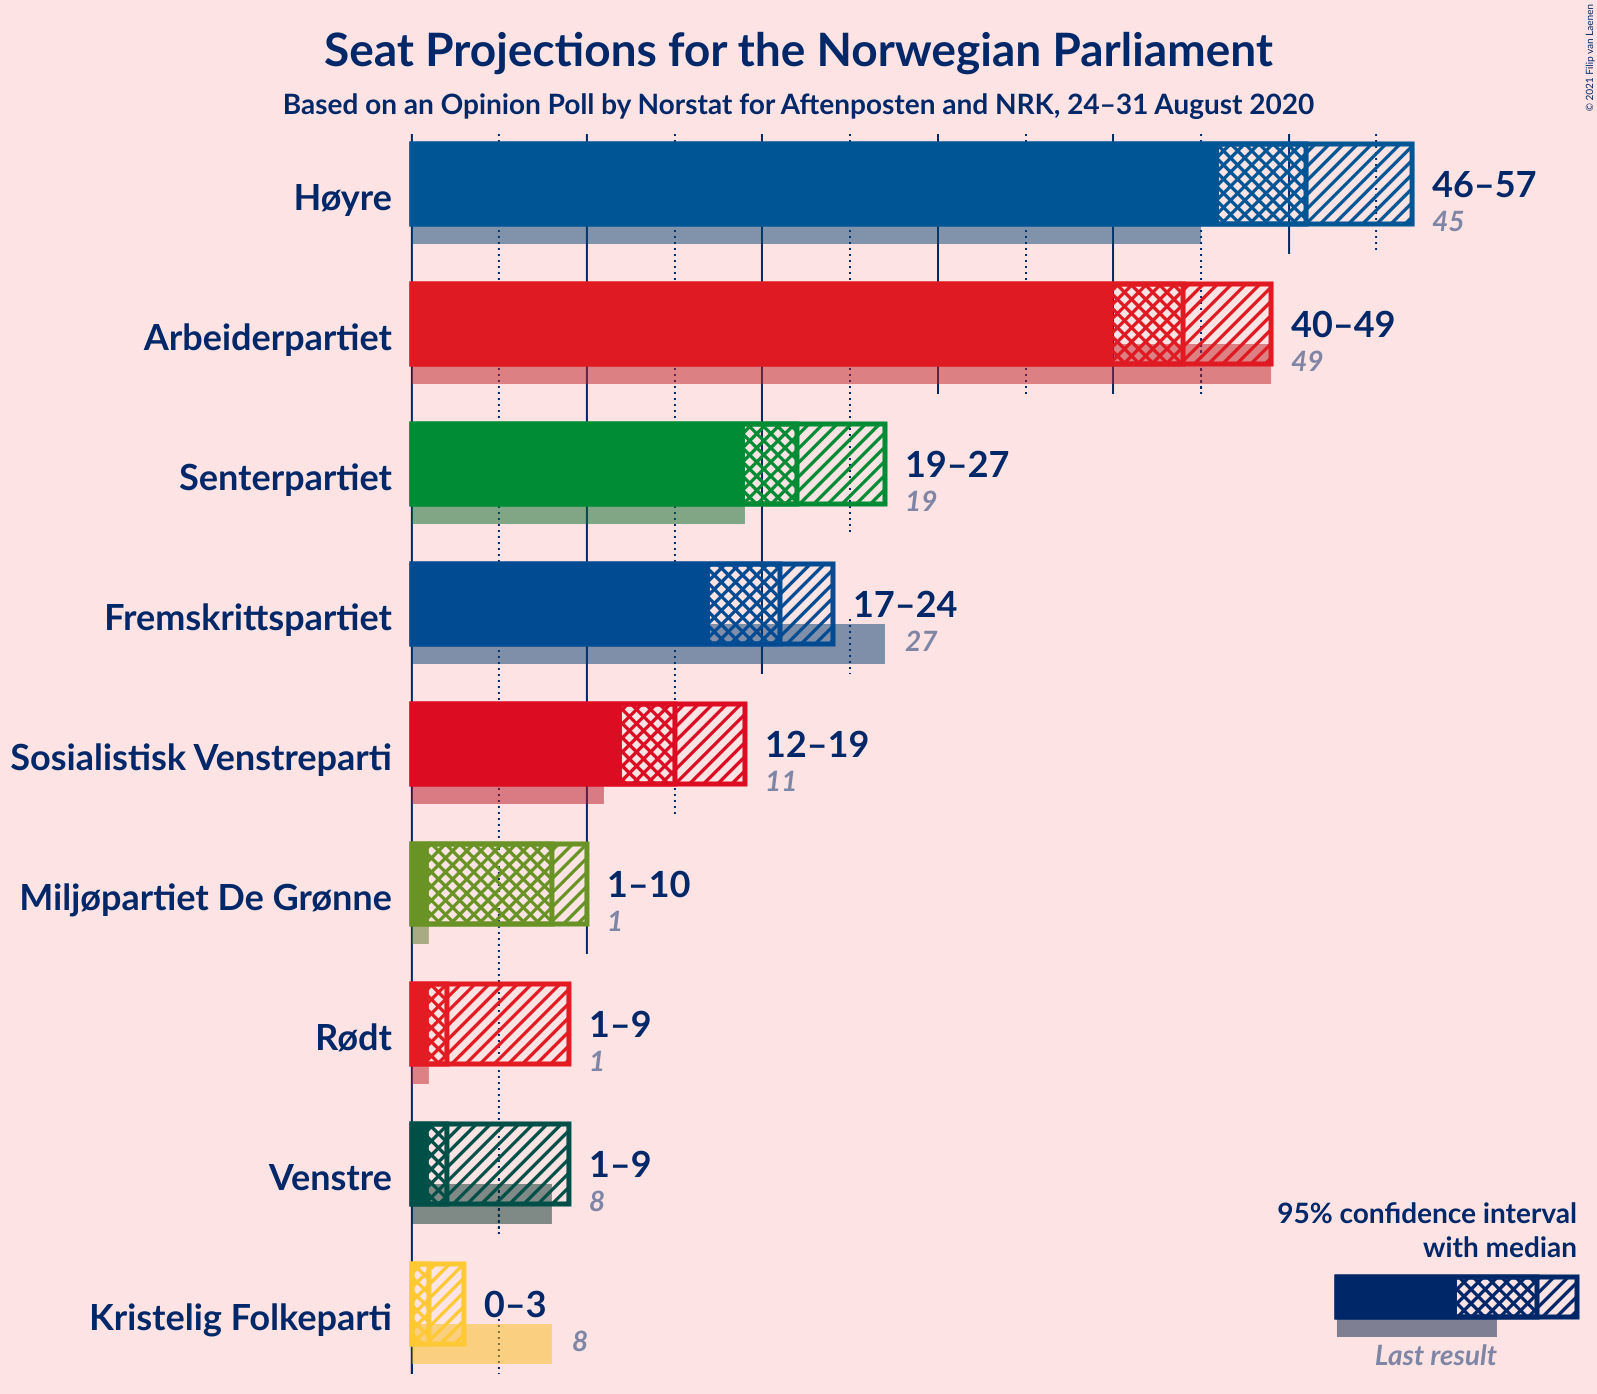 Seat Projections for the Norwegian Parliament
Based on an Opinion Poll by Norstat for Aftenposten and NRK, 24–31 August 2020
© 2021 Filip van Laenen
Høyre
46–57
45
Arbeiderpartiet
40–49
49
Senterpartiet
19–27
19
Fremskrittspartiet
17–24
27
Sosialistisk Venstreparti
12–19
11
Miljøpartiet De Grønne
1–10
1
Rødt
1–9
1
Venstre
1–9
8
Kristelig Folkeparti
0–3
8
95% confidence interval
with median
Last result